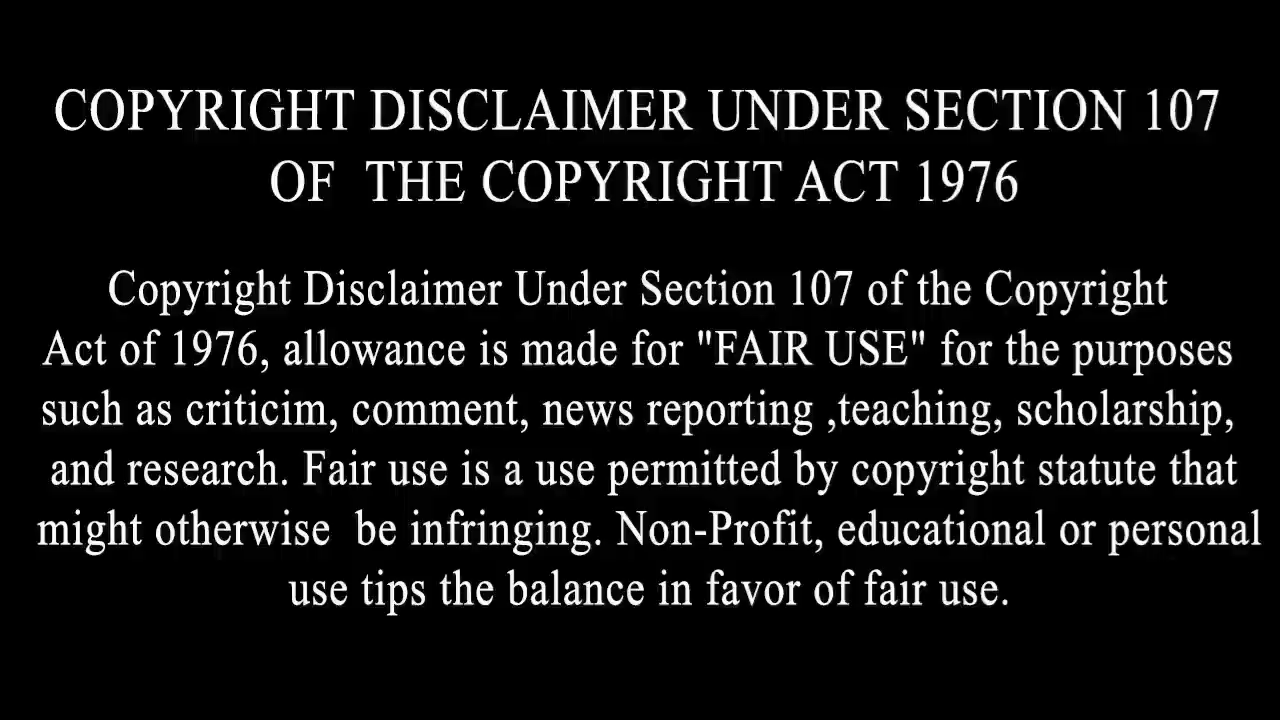 COPYRIGHT DISCLAIMER UNDER SECTION 107
OF THE COPYRIGHT ACT 1976
Copyright Disclaimer Under Section 107 of the Copyright
Act of 1976, allowance is made for "FAIR USE" for the purposes
such as criticim, comment, news reporting ,teaching, scholarship,
and research. Fair use is a use permitted by copyright statute that
might otherwise be infringing. Non-Profit, educational or personal
use tips the balance in favor of fair use.